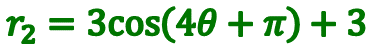 r₂ = 3cos(4θ + π) + 3